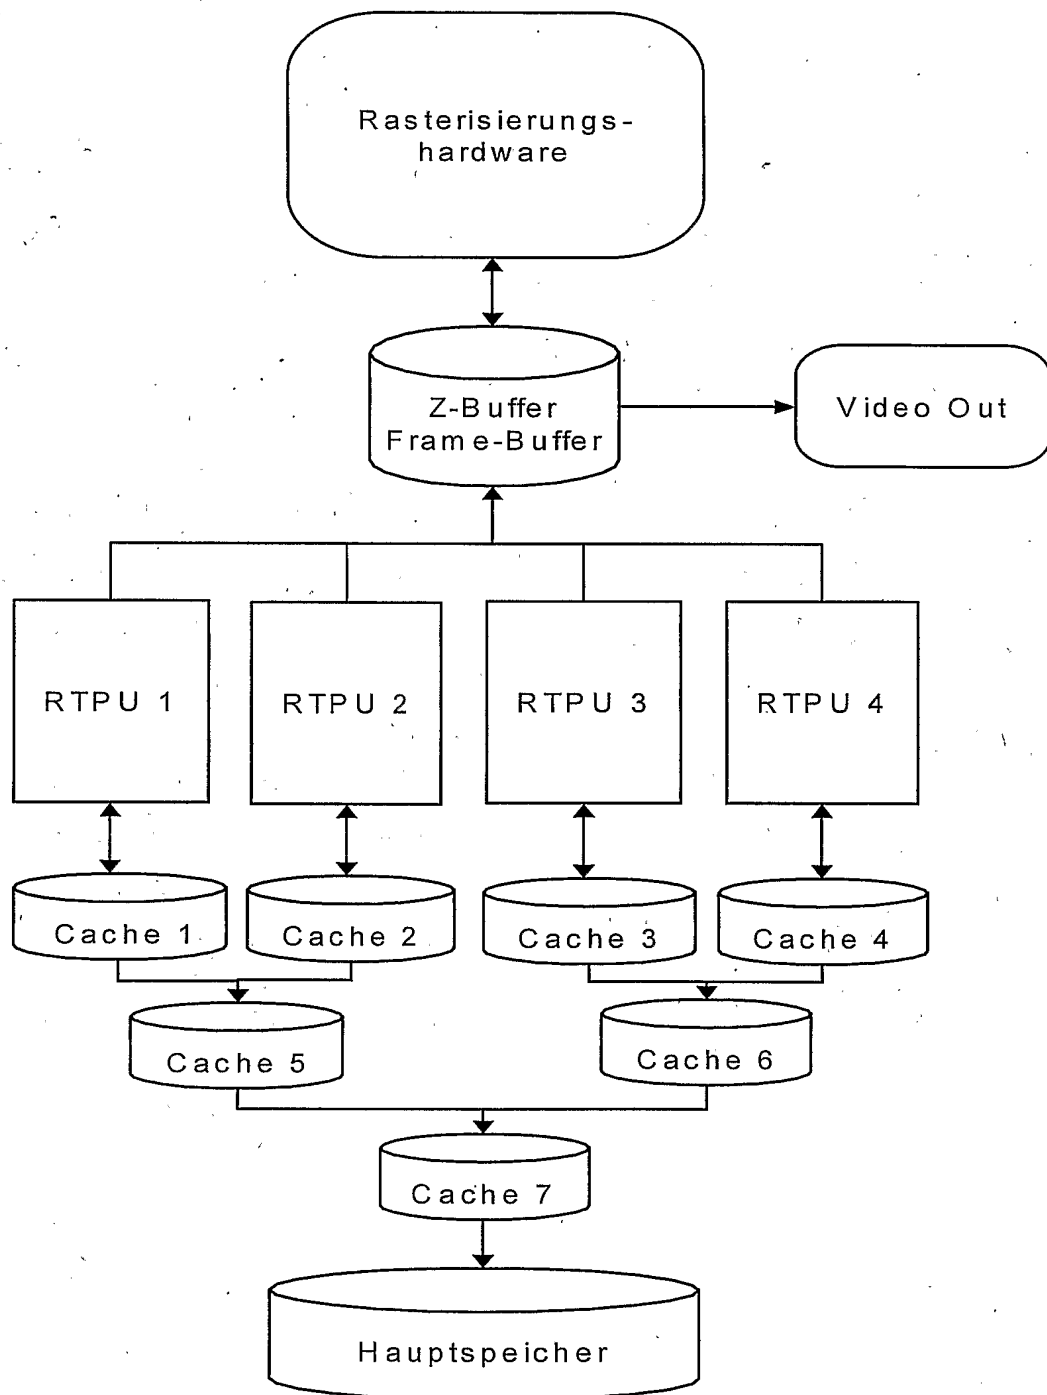 Rasterisierungs-
hardware
Z-Buffer
Frame-Buffer
Video Out
RTPU 1
RTPU 2
RTPU 3
RTPU 4
Cache 1
Cache 2
Cache 3
Cache 4
Cache 5
Cache 6
Cache 7
Hauptspeicher